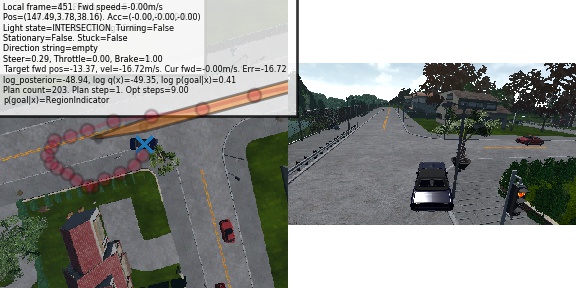 Local frame=451. Fwd speed=-0.00m/s
Pos=(147.49,3.78,38.16). Acc=(-0.00,-0.00,-0.00)
Light state=INTERSECTION. Turning=False
Stationary=False. Stuck=False
Direction string=empty
Steer=0.29, Throttle=0.00, Brake=1.00
Target fwd pos=-13.37, vel=-16.72m/s. Cur fwd=-0.00m/s. Err=-16.72
log_posterior=-48.94, log q(x)=-49.35, log p(goal|x)=0.41
Plan count=203. Plan step=1. Opt steps=9.00
p(goal|x)=RegionIndicator